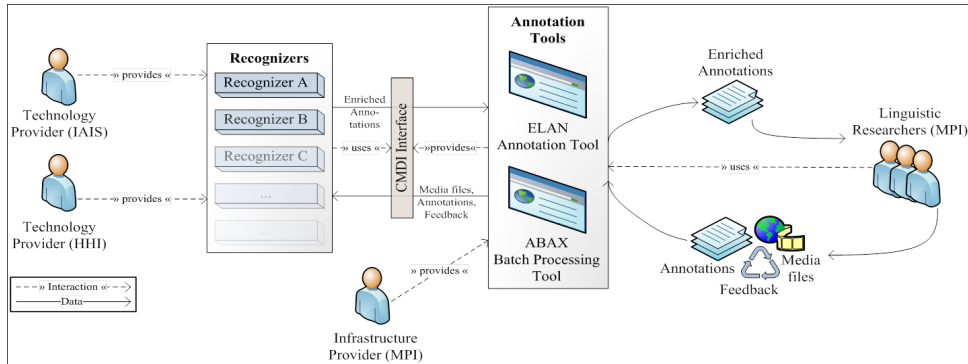 Annotation
Tools
Recognizers
Recognizer A
Recognizer B
Recognizer C
...
...
» provides «
Technology
Provider (IAIS)
» provides «
Technology
Provider (HHI)
Enriched
Anno-
tations
» uses «
CMDI Interface
»provides«
Media files,
Annotations,
Feedback
ELAN
Annotation Tool
ABAX
Batch Processing
Tool
» provides «
Infrastructure
Provider (MPI)
Enriched
Annotations
Linguistic
Researchers (MPI)
» uses «
Annotations
Media
files
Feedback
» Interaction «
Data